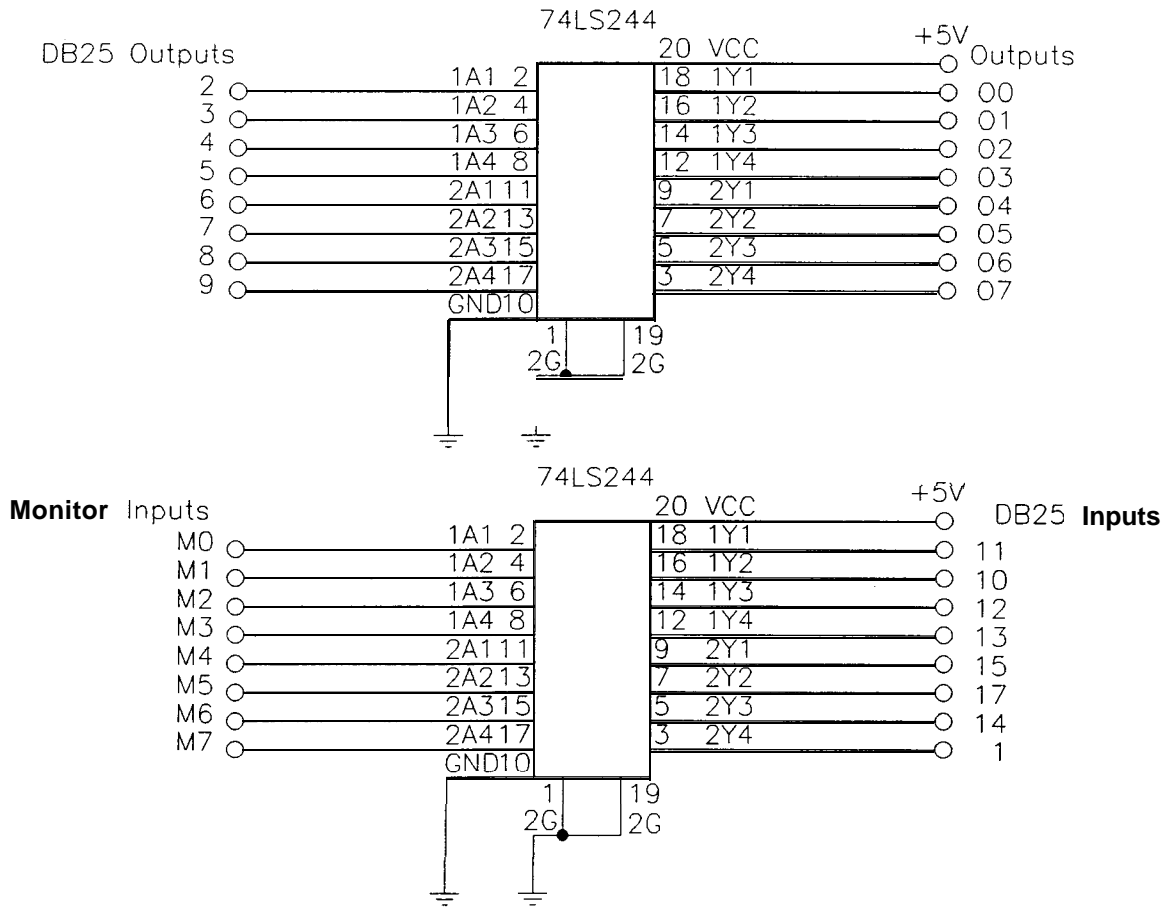 74LS244
DB25 Outputs
+5V
Outputs
20 VCC
2 1A1 2 18 1Y1 O0
3 1A2 4 16 1Y2 O1
4 1A3 6 14 1Y3 O2
5 1A4 8 12 1Y4 O3
6 2A1 11 9 2Y1 O4
7 2A2 13 7 2Y2 O5
8 2A3 15 5 2Y3 O6
9 2A4 17 3 2Y4 O7
GND10
1 19
2G 2G
74LS244
Monitor Inputs
+5V
DB25 Inputs
20 VCC
M0 1A1 2 18 1Y1 11
M1 1A2 4 16 1Y2 10
M2 1A3 6 14 1Y3 12
M3 1A4 8 12 1Y4 13
M4 2A1 11 9 2Y1 15
M5 2A2 13 7 2Y2 17
M6 2A3 15 5 2Y3 14
M7 2A4 17 3 2Y4 1
GND10
1 19
2G 2G